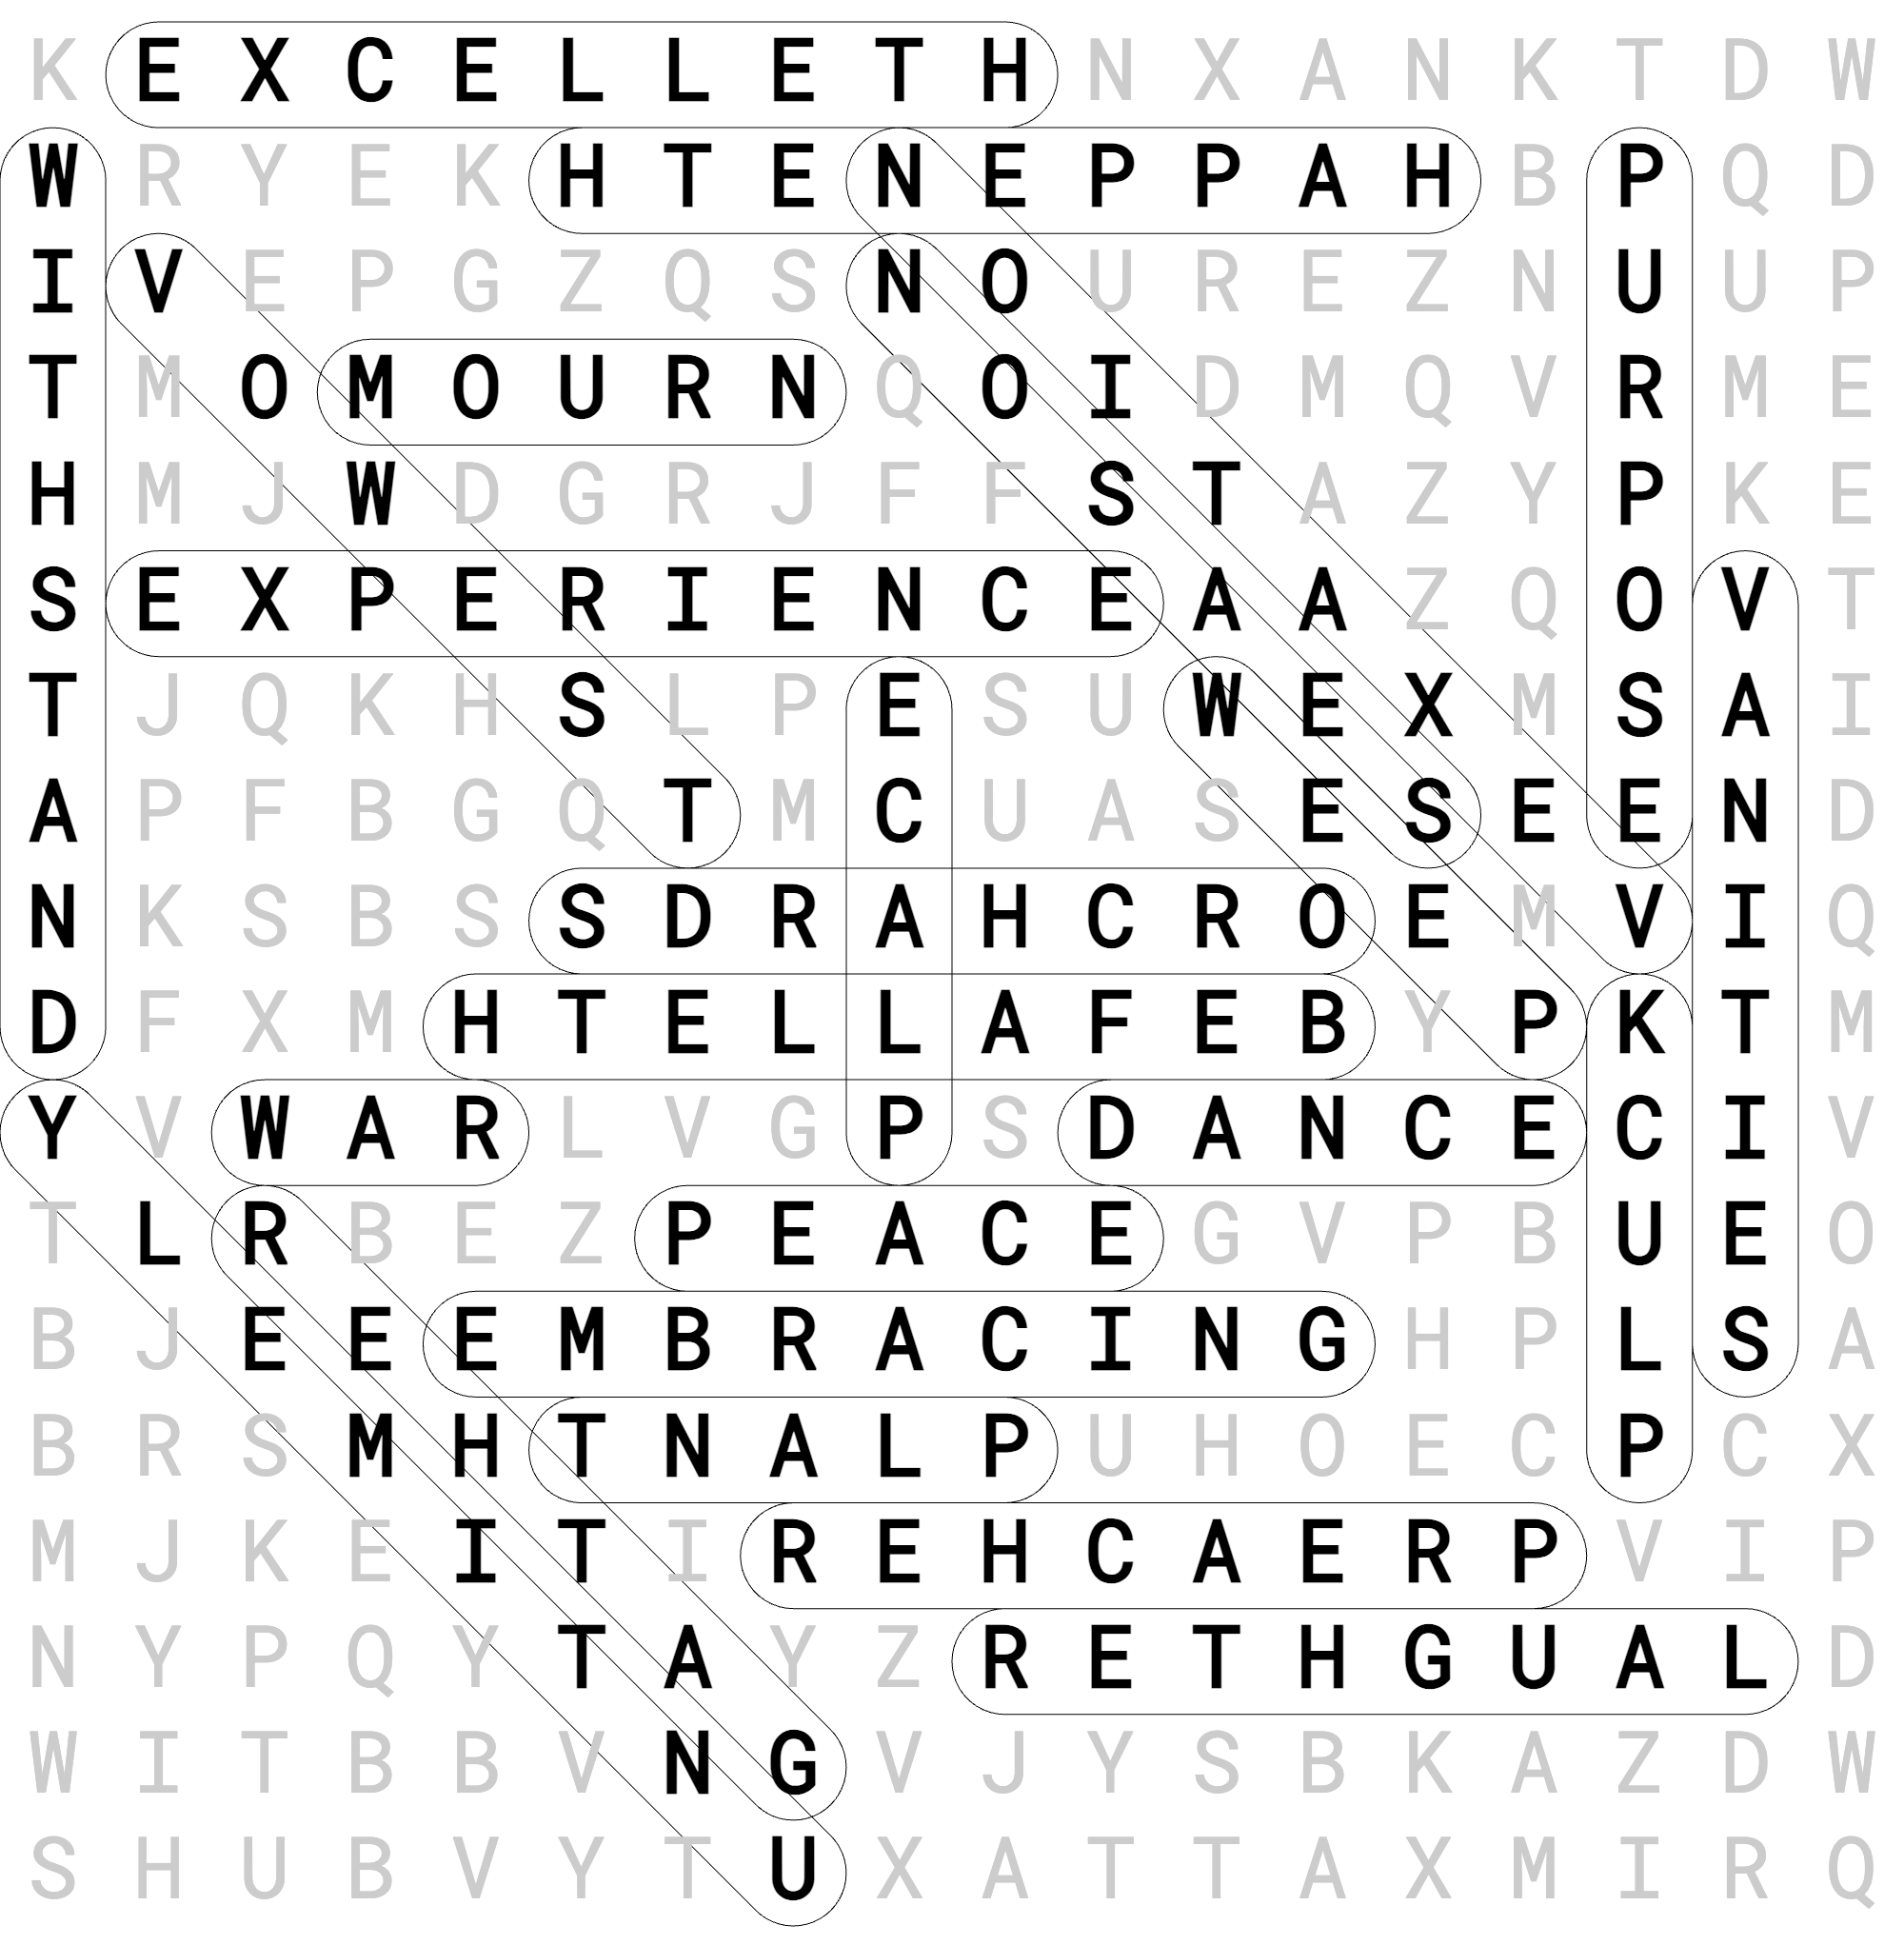 K E X C E L L E T H N X A N K T D W
W R Y E K H T E N E P P A H B P Q D
I V E P G Z Q S N O U R E Z N U U P
T M O M O U R N Q O I D M Q V R M E
H M J W D G R J F F S T A Z Y P K E
S E X P E R I E N C E A A Z Q O V T
T J Q K H S L P E S U W E X M S A I
A P F B G Q T M C U A S E S E E N D
N K S B S S D R A H C R O E M V I Q
D F X M H T E L L A F E B Y P K T M
Y V W A R L V G P S D A N C E C I V
T L R B E Z P E A C E G V P B U E O
B J E E E M B R A C I N G H P L S A
B R S M H T N A L P U H O E C P C X
M J K E I T I R E H C A E R P V I P
N Y P Q Y T A Y Z R E T H G U A L D
W I T B B V N G V J Y S B K A Z D W
S H U B V Y T U X A T T A X M I R Q